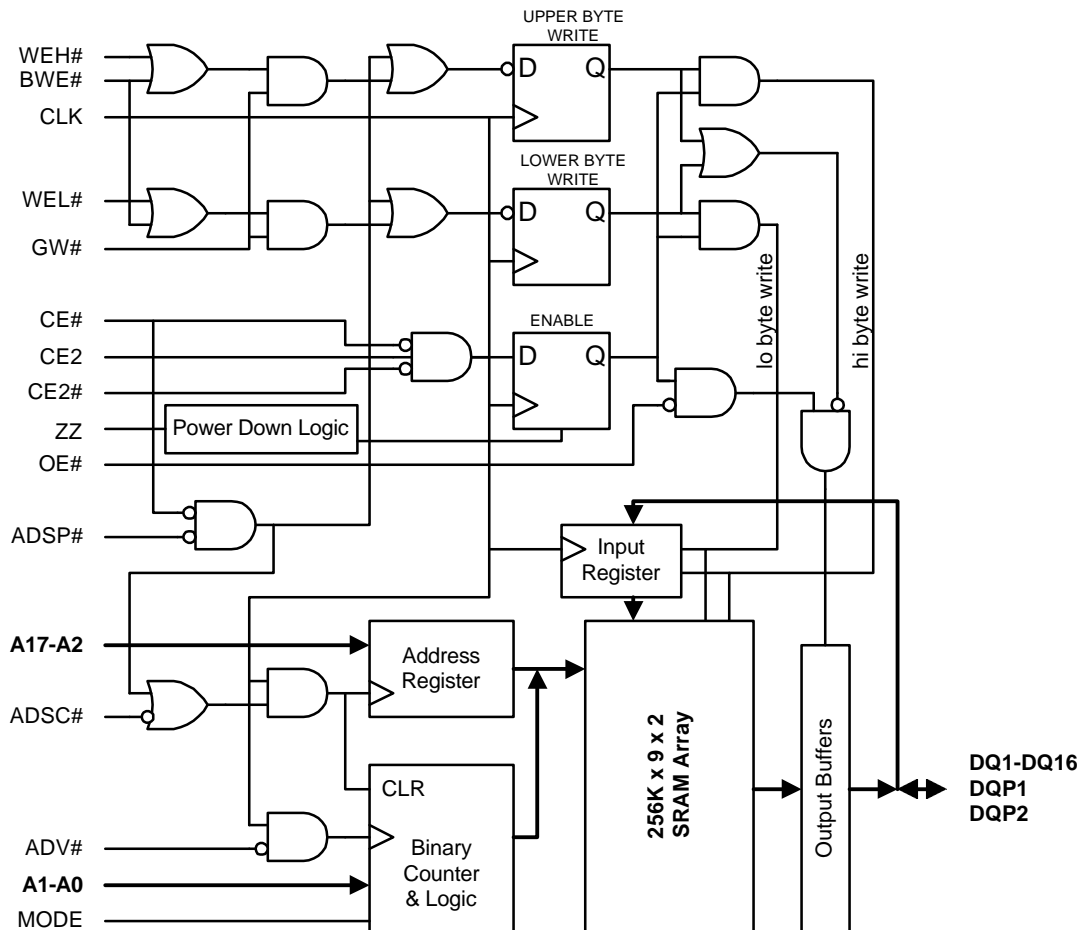 UPPER BYTE
WRITE
WEH#
BWE#
CLK
D
Q
LOWER BYTE
WRITE
WEL#
GW#
D
Q
lo byte write
hi byte write
CE#
CE2
CE2#
ENABLE
D
Q
ZZ
Power Down Logic
OE#
ADSP#
Input
Register
A17-A2
Address
Register
ADSC#
CLR
256K x 9 x 2
SRAM Array
Output Buffers
DQ1-DQ16
DQP1
DQP2
ADV#
Binary
Counter
& Logic
A1-A0
MODE